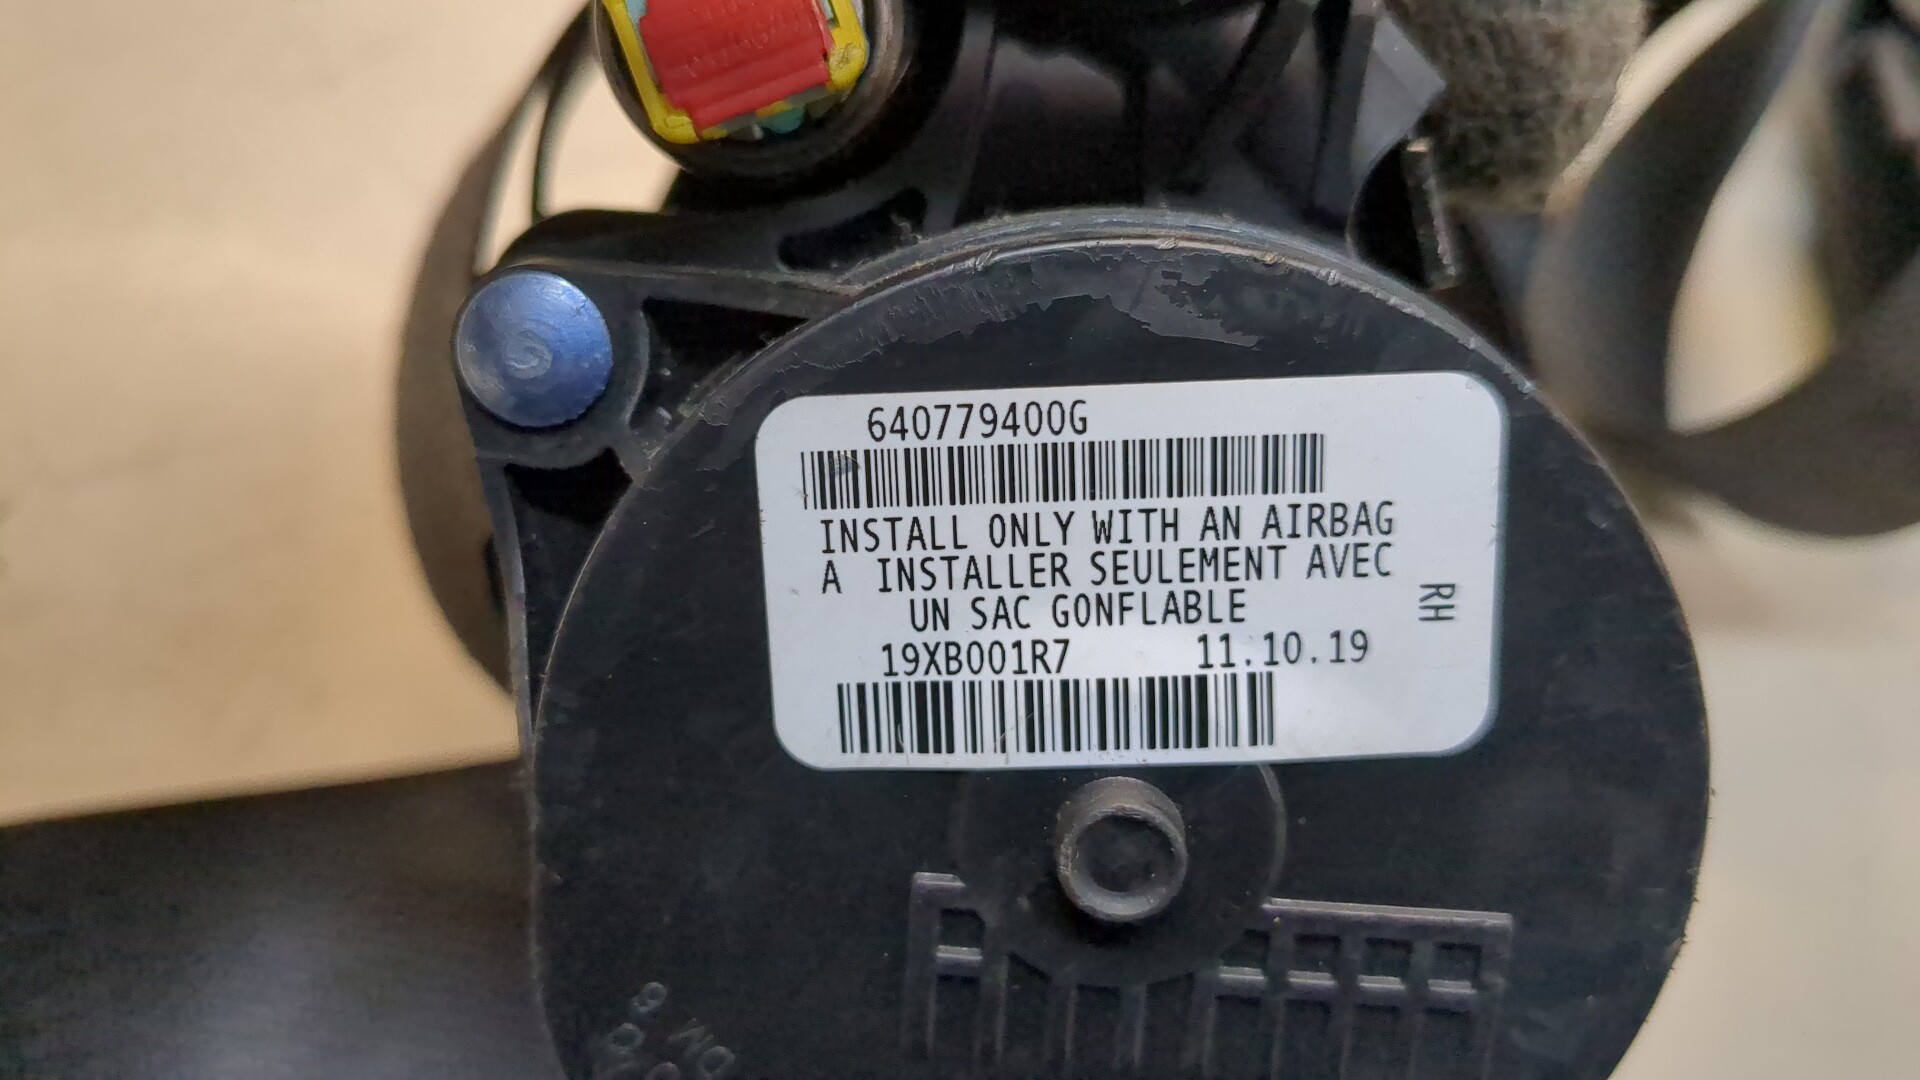 640779400G
INSTALL ONLY WITH AN AIRBAG
A INSTALLER SEULEMENT AVEC
UN SAC GONFLABLE
RH
19XB001R7 11.10.19